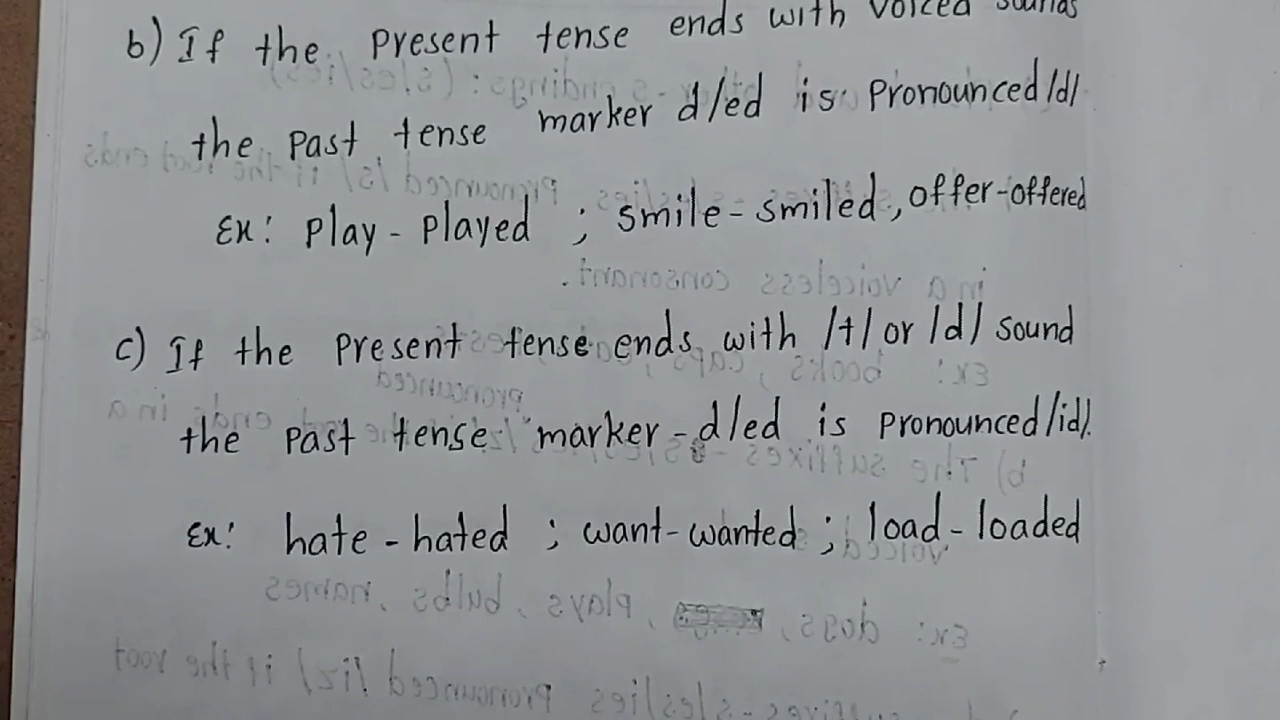 b) If the present tense ends with voiced sounds
the past tense marker d/ed is pronounced /d/
Ex: play - played ; smile - smiled, offer-offered
c) If the present tense ends with /t/ or /d/ sound
the past tense marker - d/ed is pronounced /id/.
Ex: hate - hated ; want-wanted ; load - loaded